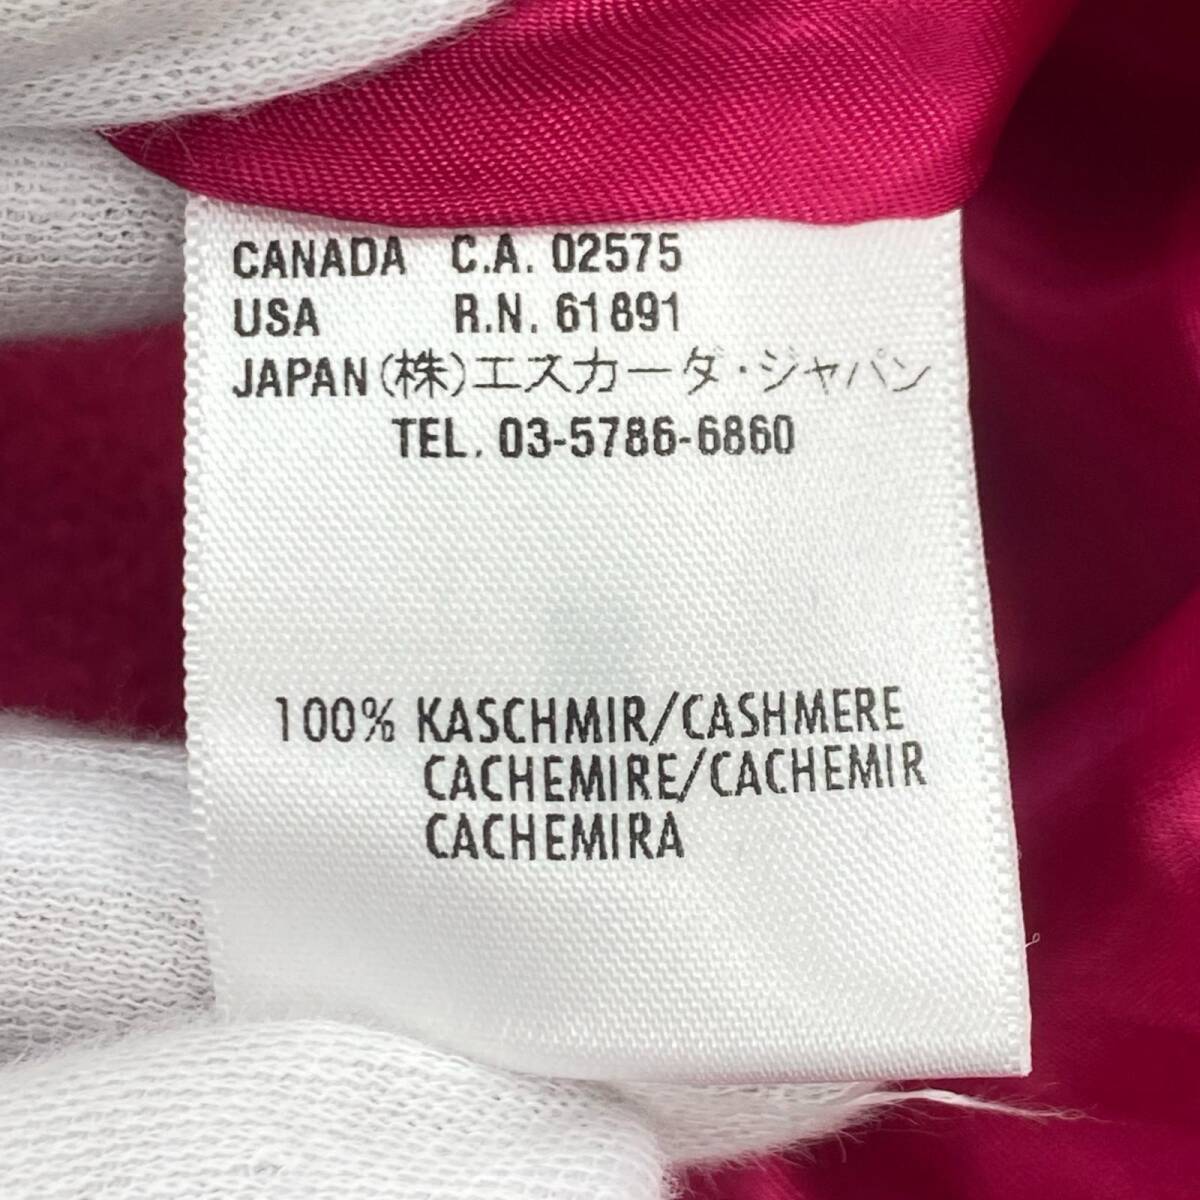 CANADA C.A. 02575
USA R.N. 61891
JAPAN (株)エスカーダ・ジャパン
TEL. 03-5786-6860
100% KASCHMIR/CASHMERE
CACHEMIRE/CACHEMIR
CACHEMIRA